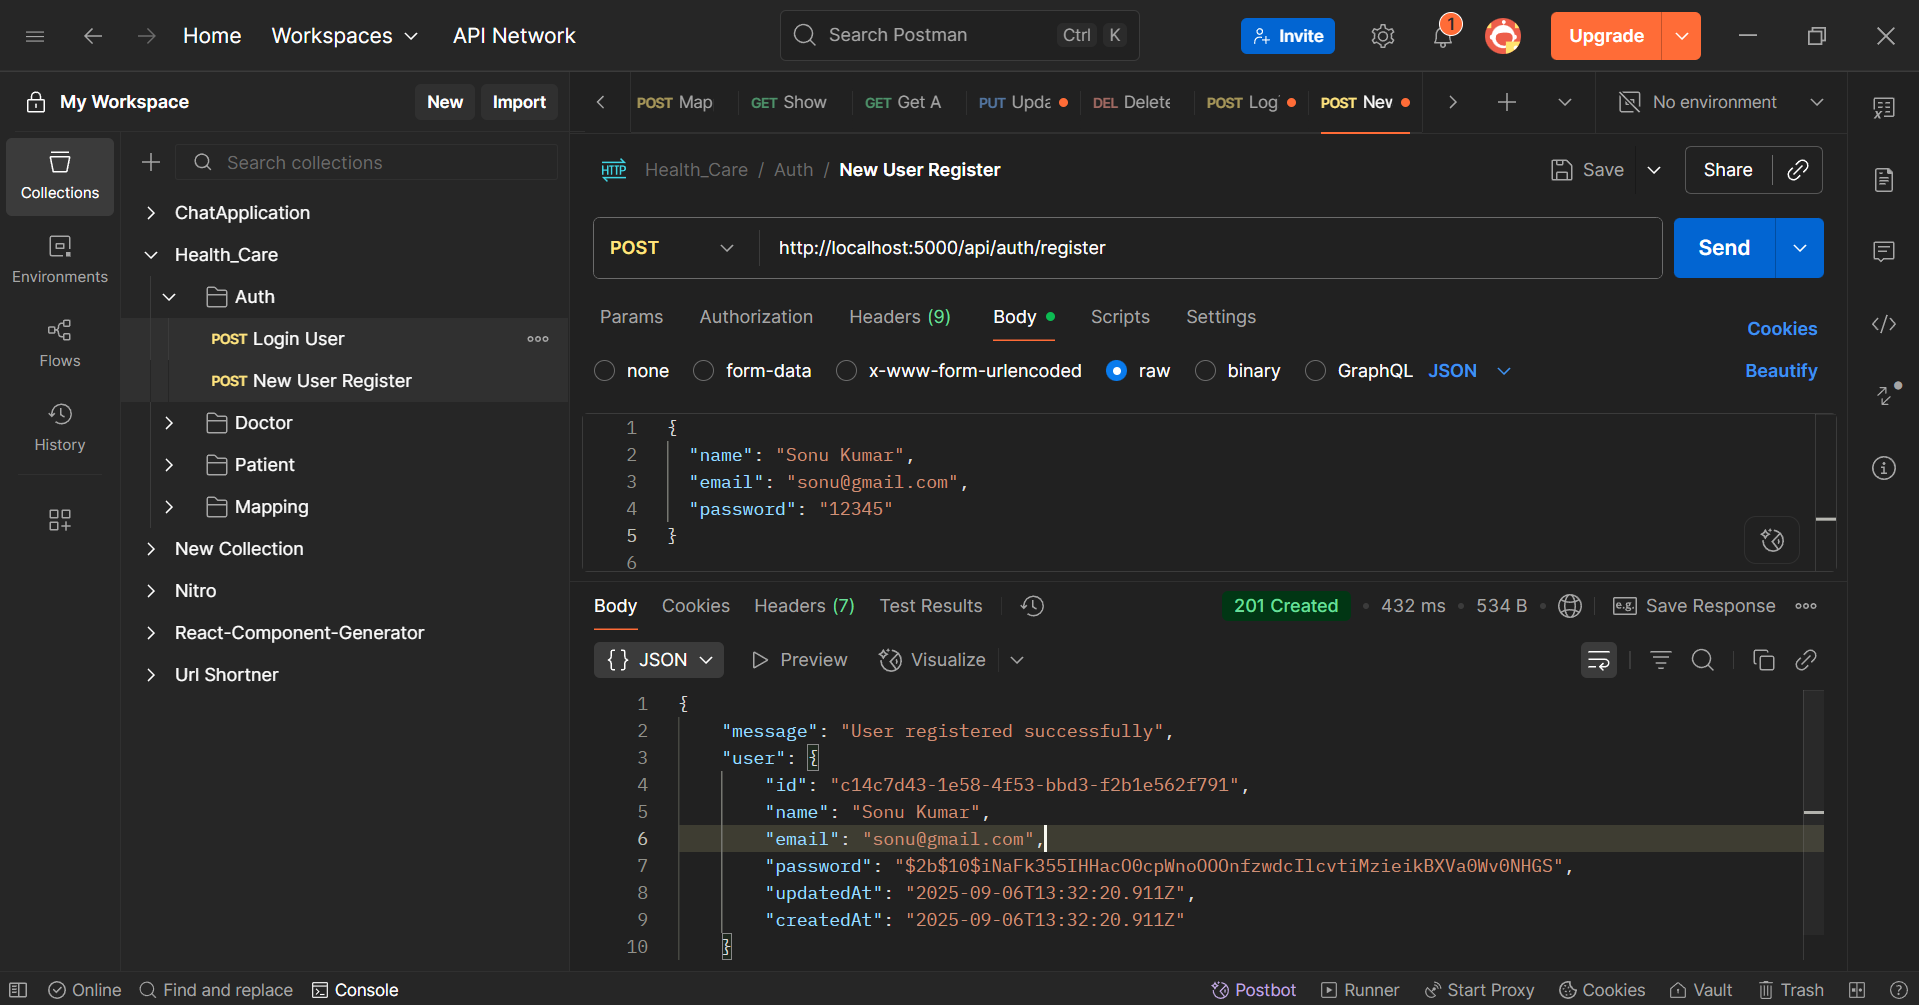 Home
Workspaces
API Network
Search Postman
Ctrl K
Invite
1
Upgrade
My Workspace
New
Import
POST Map
GET Show
GET Get A
PUT Upda
DEL Delete
POST Log
POST New
No environment
Collections
Environments
Flows
History
Search collections
ChatApplication
Health_Care
Auth
POST Login User
POST New User Register
Doctor
Patient
Mapping
New Collection
Nitro
React-Component-Generator
Url Shortner
HTTP Health_Care / Auth / New User Register
Save
Share
POST
http://localhost:5000/api/auth/register
Send
Params
Authorization
Headers (9)
Body
Scripts
Settings
Cookies
none
form-data
x-www-form-urlencoded
raw
binary
GraphQL
JSON
Beautify
1 {
2 "name": "Sonu Kumar",
3 "email": "sonu@gmail.com",
4 "password": "12345"
5 }
6
Body
Cookies
Headers (7)
Test Results
201 Created
432 ms
534 B
e.g. Save Response
{} JSON
Preview
Visualize
1 {
2 "message": "User registered successfully",
3 "user": {
4 "id": "c14c7d43-1e58-4f53-bbd3-f2b1e562f791",
5 "name": "Sonu Kumar",
6 "email": "sonu@gmail.com",
7 "password": "$2b$10$iNaFk355IHHacO0cpWnoOOOnfzwdcIlcvtiMzieikBXVa0Wv0NHGS",
8 "updatedAt": "2025-09-06T13:32:20.911Z",
9 "createdAt": "2025-09-06T13:32:20.911Z"
10 }
Online
Find and replace
Console
Postbot
Runner
Start Proxy
Cookies
Vault
Trash